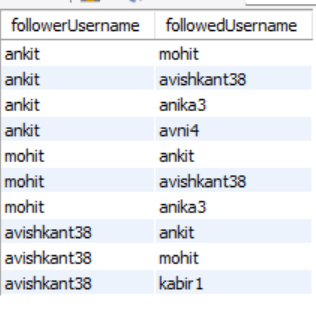 followerUsername followedUsername
ankit mohit
ankit avishkant38
ankit anika3
ankit avni4
mohit ankit
mohit avishkant38
mohit anika3
avishkant38 ankit
avishkant38 mohit
avishkant38 kabir1